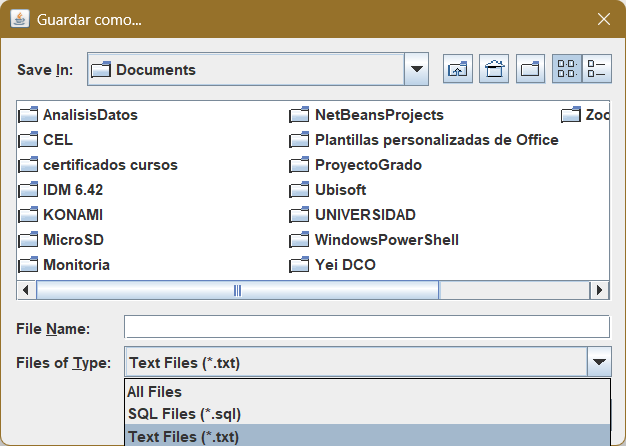 Guardar como...
Save In: Documents
AnalisisDatos
CEL
certificados cursos
IDM 6.42
KONAMI
MicroSD
Monitoria
NetBeansProjects
Plantillas personalizadas de Office
ProyectoGrado
Ubisoft
UNIVERSIDAD
WindowsPowerShell
Yei DCO
File Name:
Files of Type: Text Files (*.txt)
All Files
SQL Files (*.sql)
Text Files (*.txt)